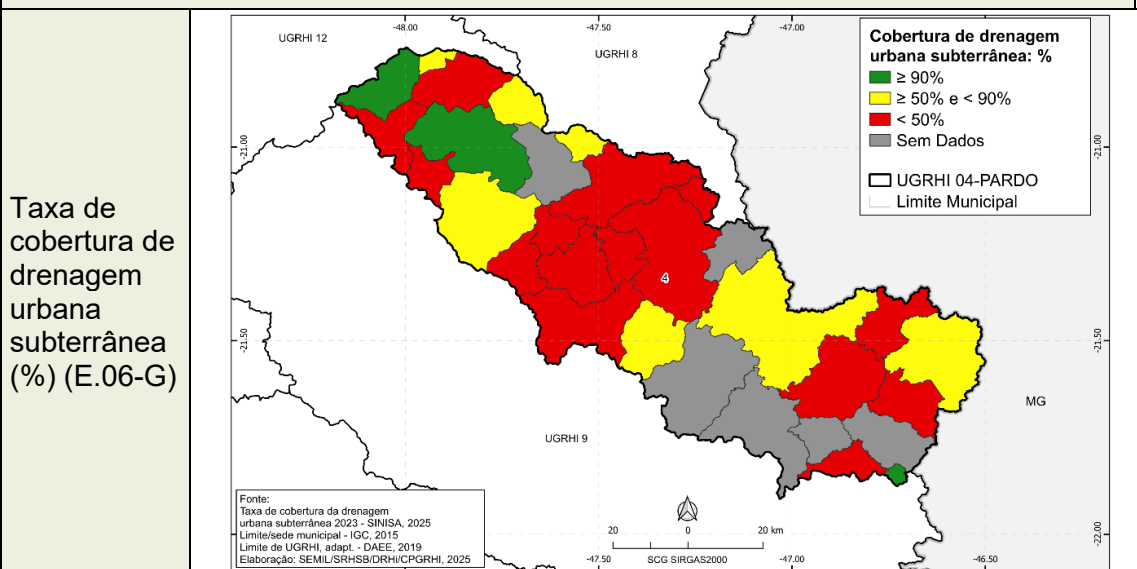 Taxa de
cobertura de
drenagem
urbana
subterrânea
(%) (E.06-G)
-48.00
-47.50
-47.00
UGRHI 12
UGRHI 8
Cobertura de drenagem
urbana subterrânea: %
≥ 90%
≥ 50% e < 90%
< 50%
Sem Dados
UGRHI 04-PARDO
Limite Municipal
-21.00
-21.00
4
-21.50
-21.50
MG
UGRHI 9
Fonte:
Taxa de cobertura da drenagem
urbana subterrânea 2023 - SINISA, 2025
Limite/sede municipal - IGC, 2015
Limite de UGRHI, adapt. - DAEE, 2019
Elaboração: SEMIL/SRHSB/DRHi/CPGRHI, 2025
20 0 20 km
SCG SIRGAS2000
-22.00
-47.50
-47.00
-46.50